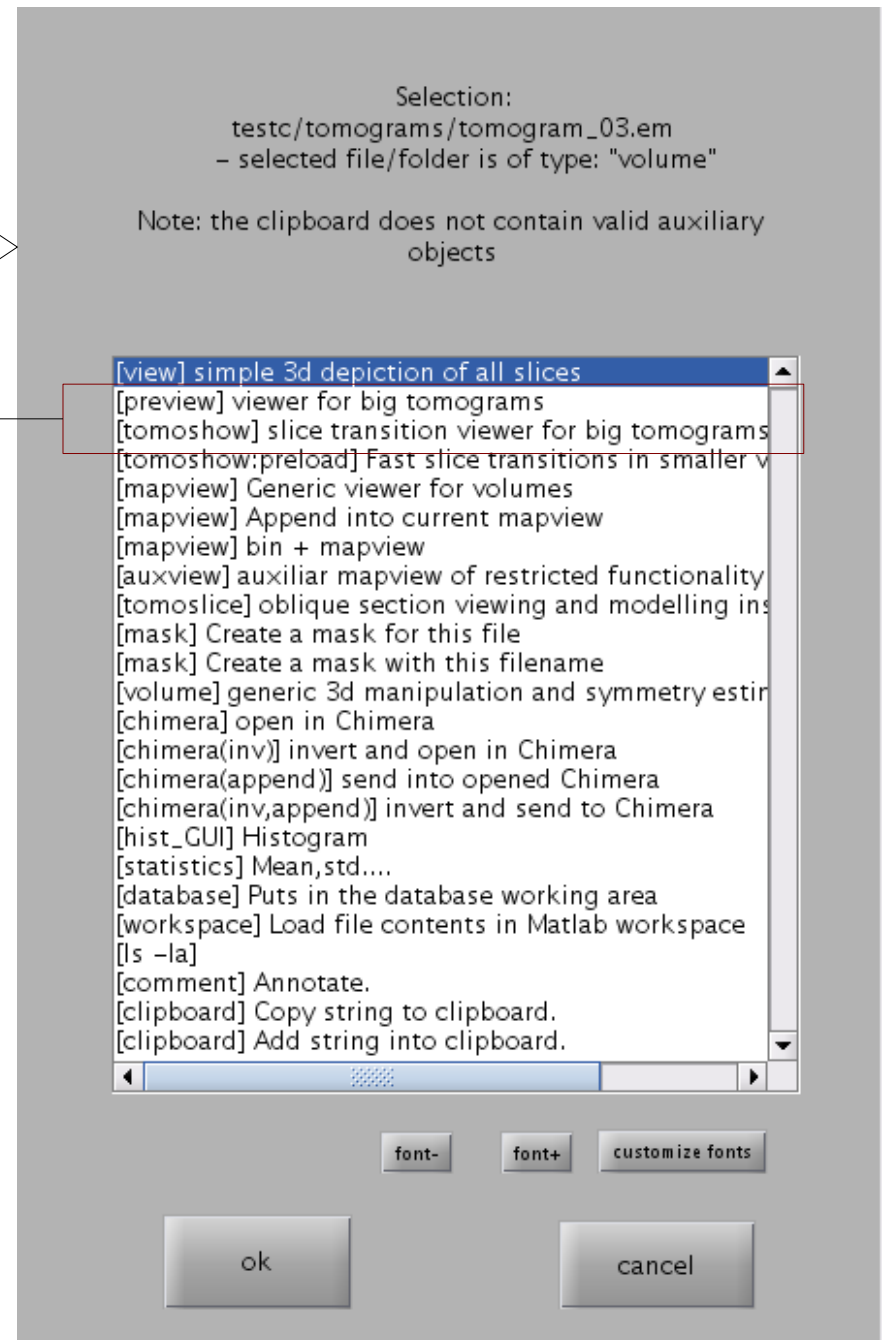 Selection:
testc/tomograms/tomogram_03.em
– selected file/folder is of type: "volume"
Note: the clipboard does not contain valid auxiliary
objects
[view] simple 3d depiction of all slices
[preview] viewer for big tomograms
[tomoshow] slice transition viewer for big tomograms
[tomoshow:preload] Fast slice transitions in smaller v
[mapview] Generic viewer for volumes
[mapview] Append into current mapview
[mapview] bin + mapview
[auxview] auxiliar mapview of restricted functionality
[tomoslice] oblique section viewing and modelling ins
[mask] Create a mask for this file
[mask] Create a mask with this filename
[volume] generic 3d manipulation and symmetry estim
[chimera] open in Chimera
[chimera(inv)] invert and open in Chimera
[chimera(append)] send into opened Chimera
[chimera(inv,append)] invert and send to Chimera
[hist_GUI] Histogram
[statistics] Mean,std....
[database] Puts in the database working area
[workspace] Load file contents in Matlab workspace
[ls –la]
[comment] Annotate.
[clipboard] Copy string to clipboard.
[clipboard] Add string into clipboard.
font- font+ customize fonts
ok cancel